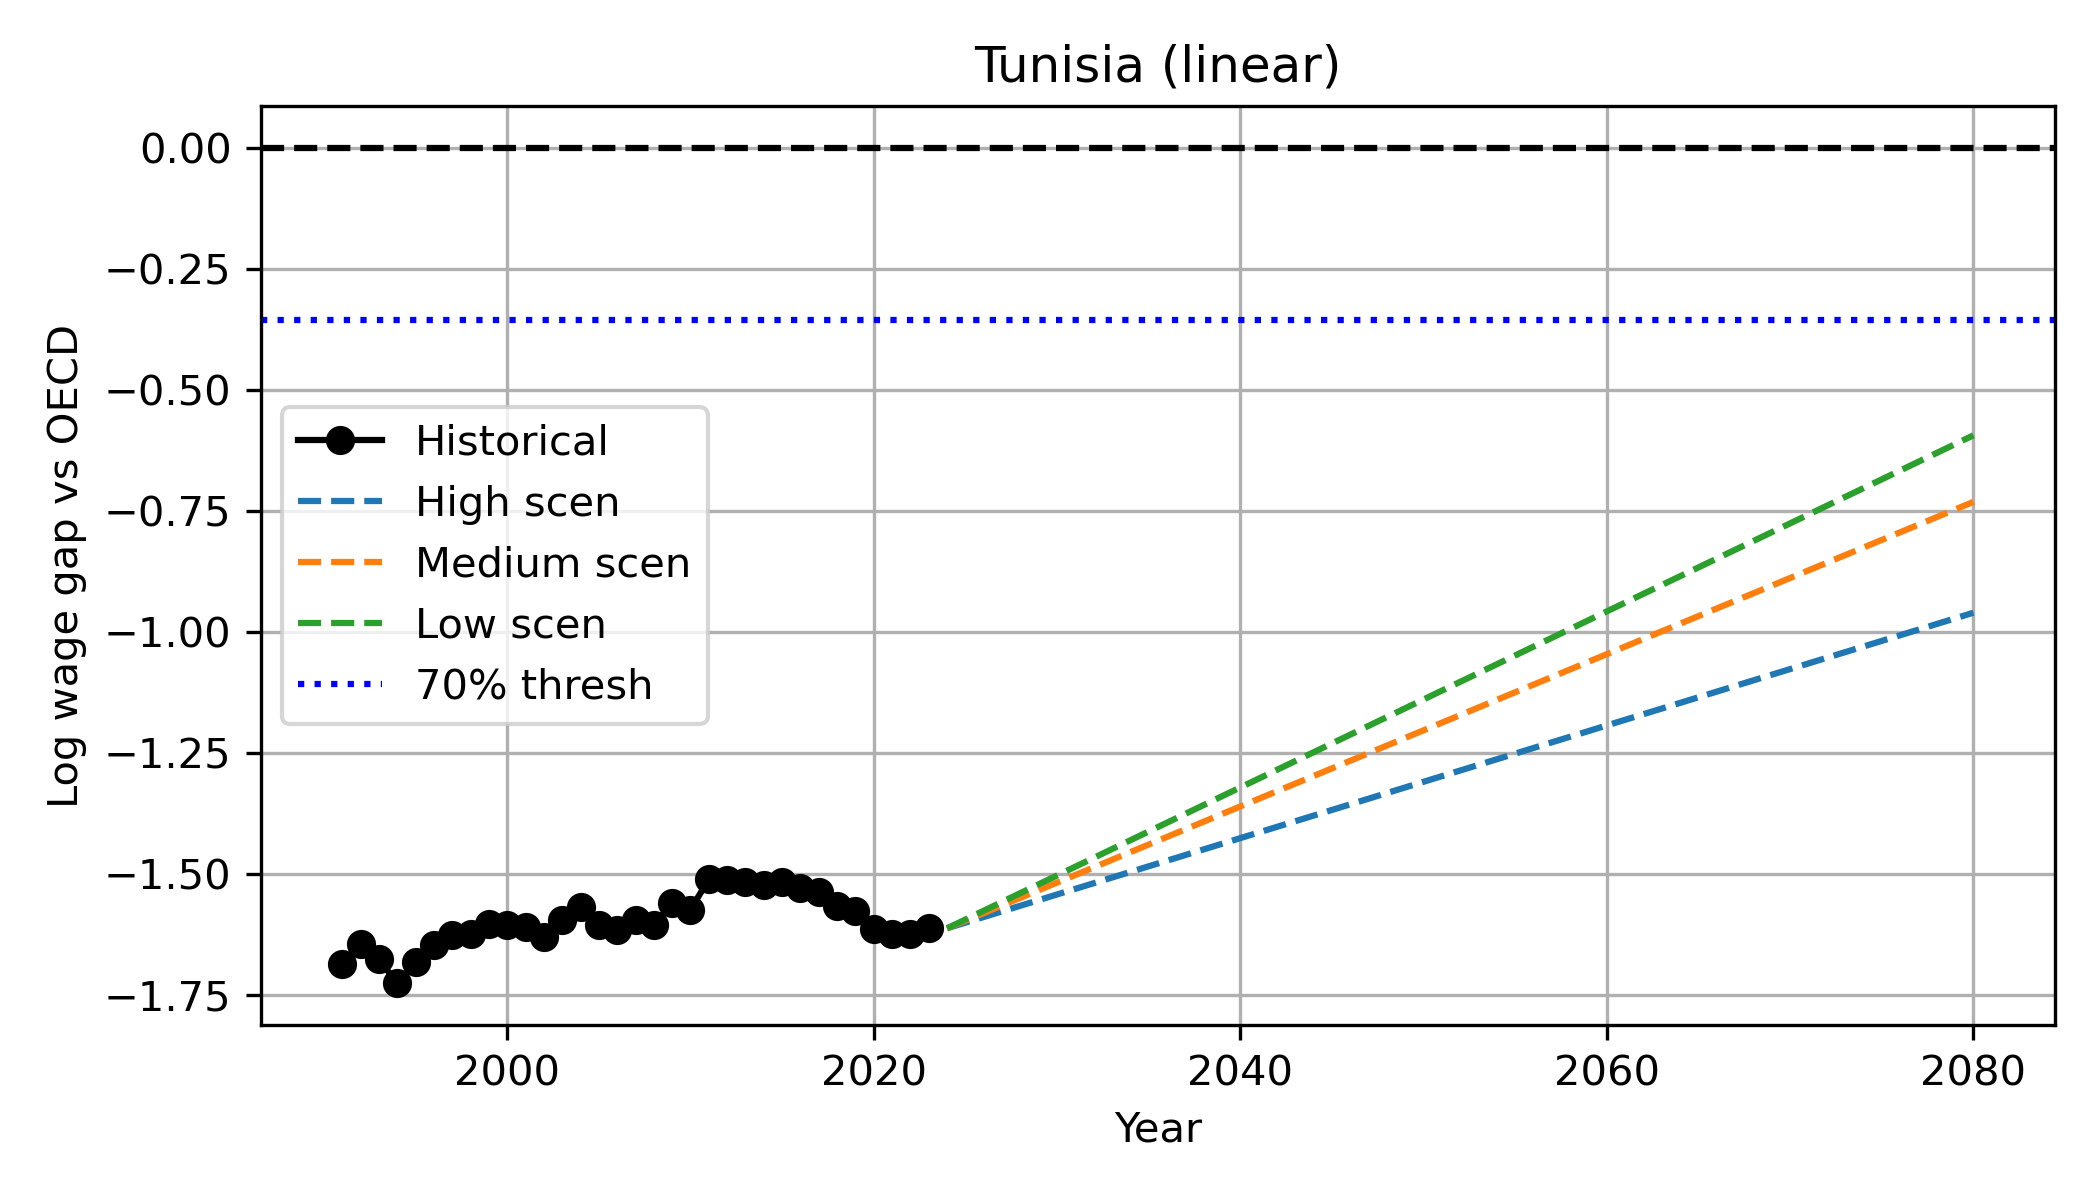 Tunisia (linear)
Log wage gap vs OECD
0.00
−0.25
−0.50
−0.75
−1.00
−1.25
−1.50
−1.75
Historical
High scen
Medium scen
Low scen
70% thresh
2000 2020 2040 2060 2080
Year